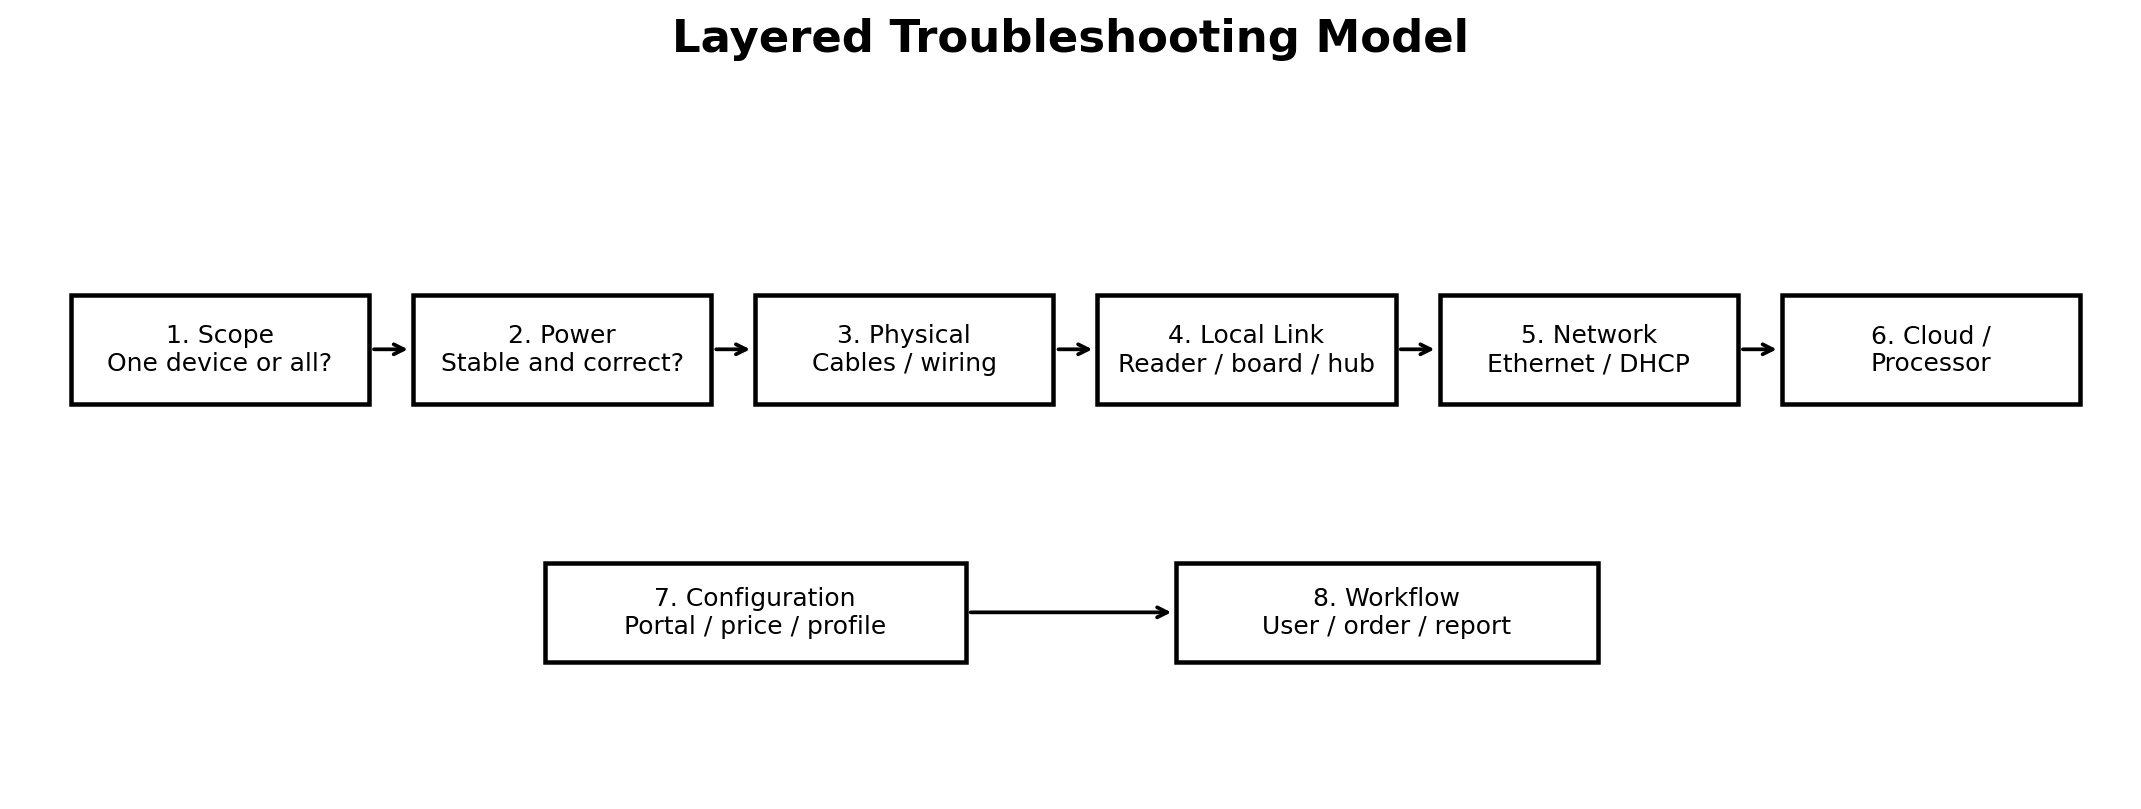 Layered Troubleshooting Model
1. Scope
One device or all?
2. Power
Stable and correct?
3. Physical
Cables / wiring
4. Local Link
Reader / board / hub
5. Network
Ethernet / DHCP
6. Cloud /
Processor
7. Configuration
Portal / price / profile
8. Workflow
User / order / report